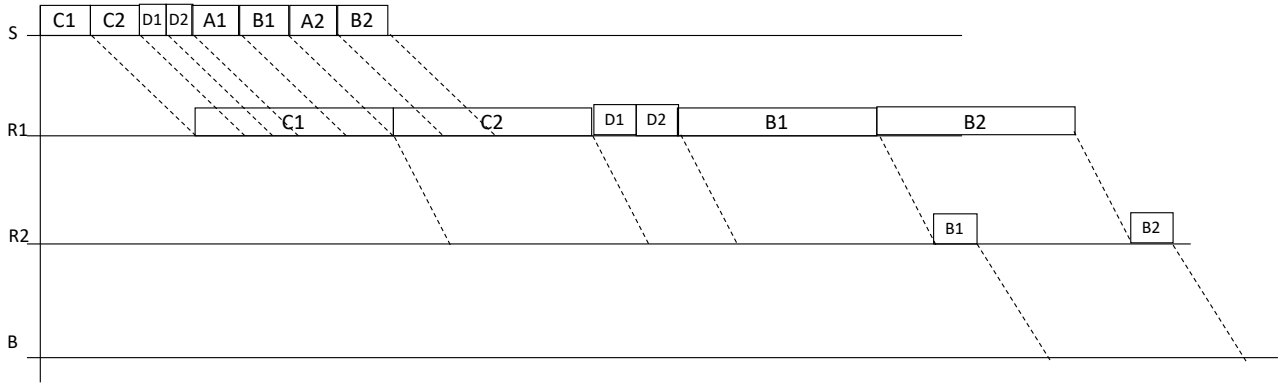 S C1 C2 D1 D2 A1 B1 A2 B2
R1 C1 C2 D1 D2 B1 B2
R2 B1 B2
B